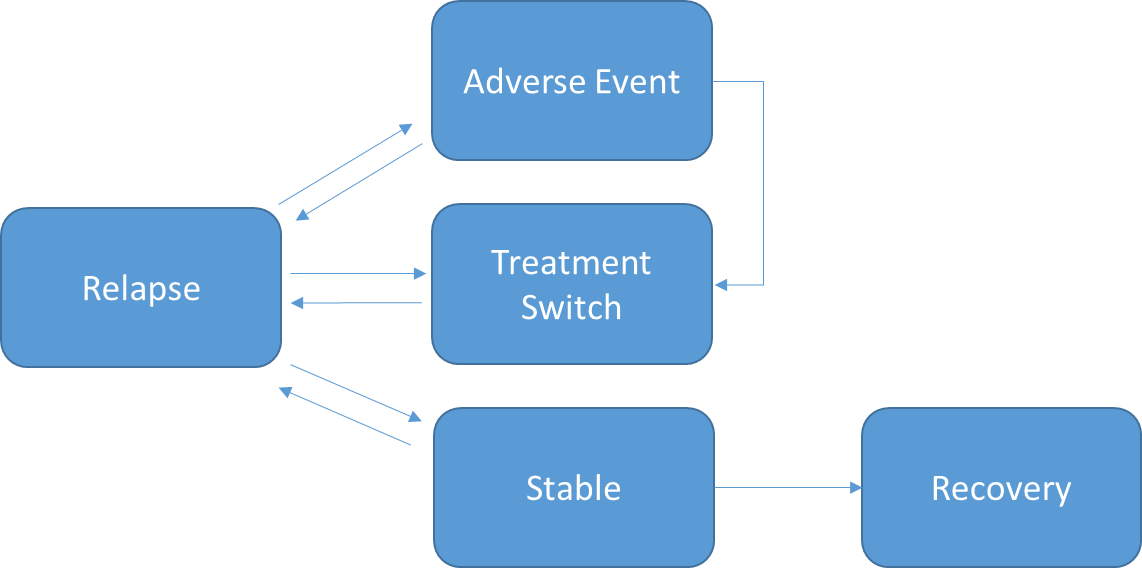 Adverse Event
Relapse
Treatment
Switch
Stable
Recovery